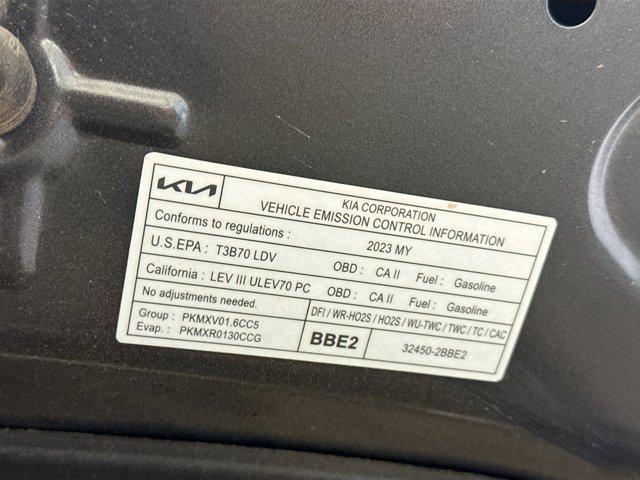 KIA
KIA CORPORATION
VEHICLE EMISSION CONTROL INFORMATION
Conforms to regulations : 2023 MY
U.S.EPA : T3B70 LDV OBD : CA II Fuel : Gasoline
California : LEV III ULEV70 PC OBD : CA II Fuel : Gasoline
No adjustments needed.
DFI / WR-HO2S / HO2S / WU-TWC / TWC / TC / CAC
Group : PKMXV01.6CC5
Evap. : PKMXR0130CCG
BBE2
32450-2BBE2